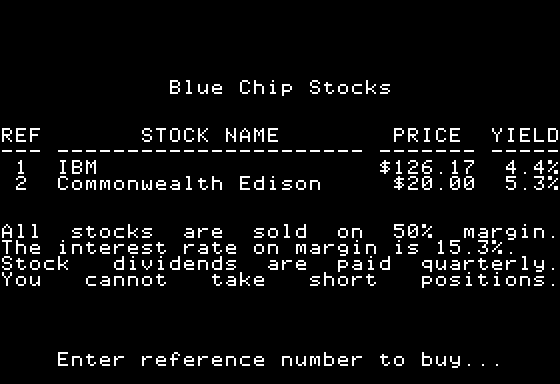 Blue Chip Stocks
REF STOCK NAME PRICE YIELD
--- ---------------------- ------- -----
1 IBM $126.17 4.4%
2 Commonwealth Edison $20.00 5.3%
All stocks are sold on 50% margin.
The interest rate on margin is 15.3%.
Stock dividends are paid quarterly.
You cannot take short positions.
Enter reference number to buy...